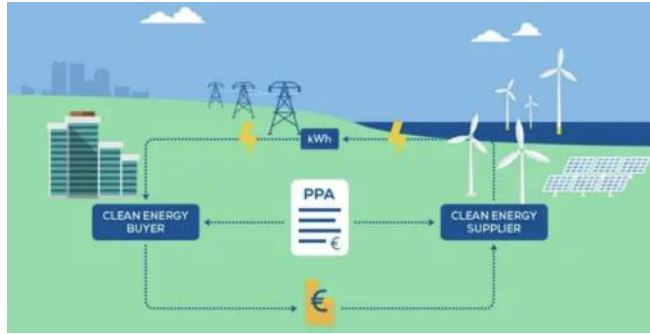 kWh
PPA
€
CLEAN ENERGY
BUYER
CLEAN ENERGY
SUPPLIER
€